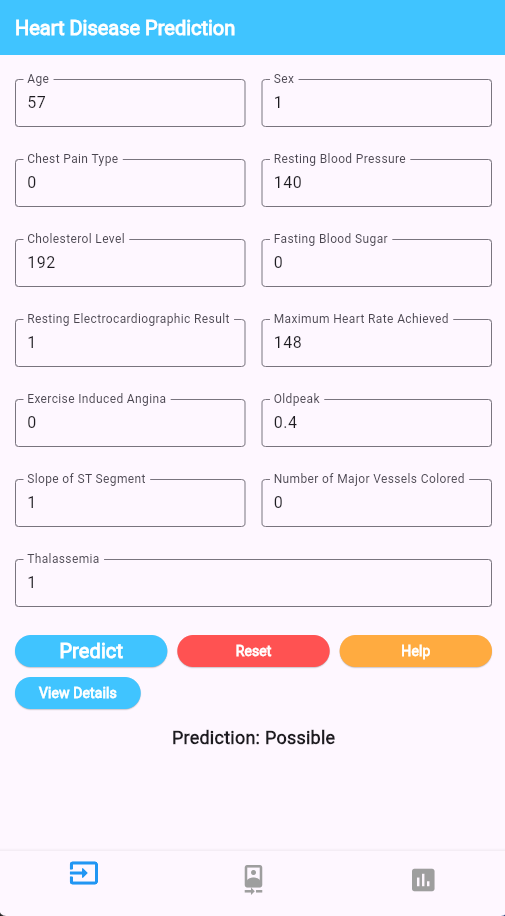 Heart Disease Prediction
Age
Sex
57
1
Chest Pain Type
Resting Blood Pressure
0
140
Cholesterol Level
Fasting Blood Sugar
192
0
Resting Electrocardiographic Result
Maximum Heart Rate Achieved
1
148
Exercise Induced Angina
Oldpeak
0
0.4
Slope of ST Segment
Number of Major Vessels Colored
1
0
Thalassemia
1
Predict
Reset
Help
View Details
Prediction: Possible